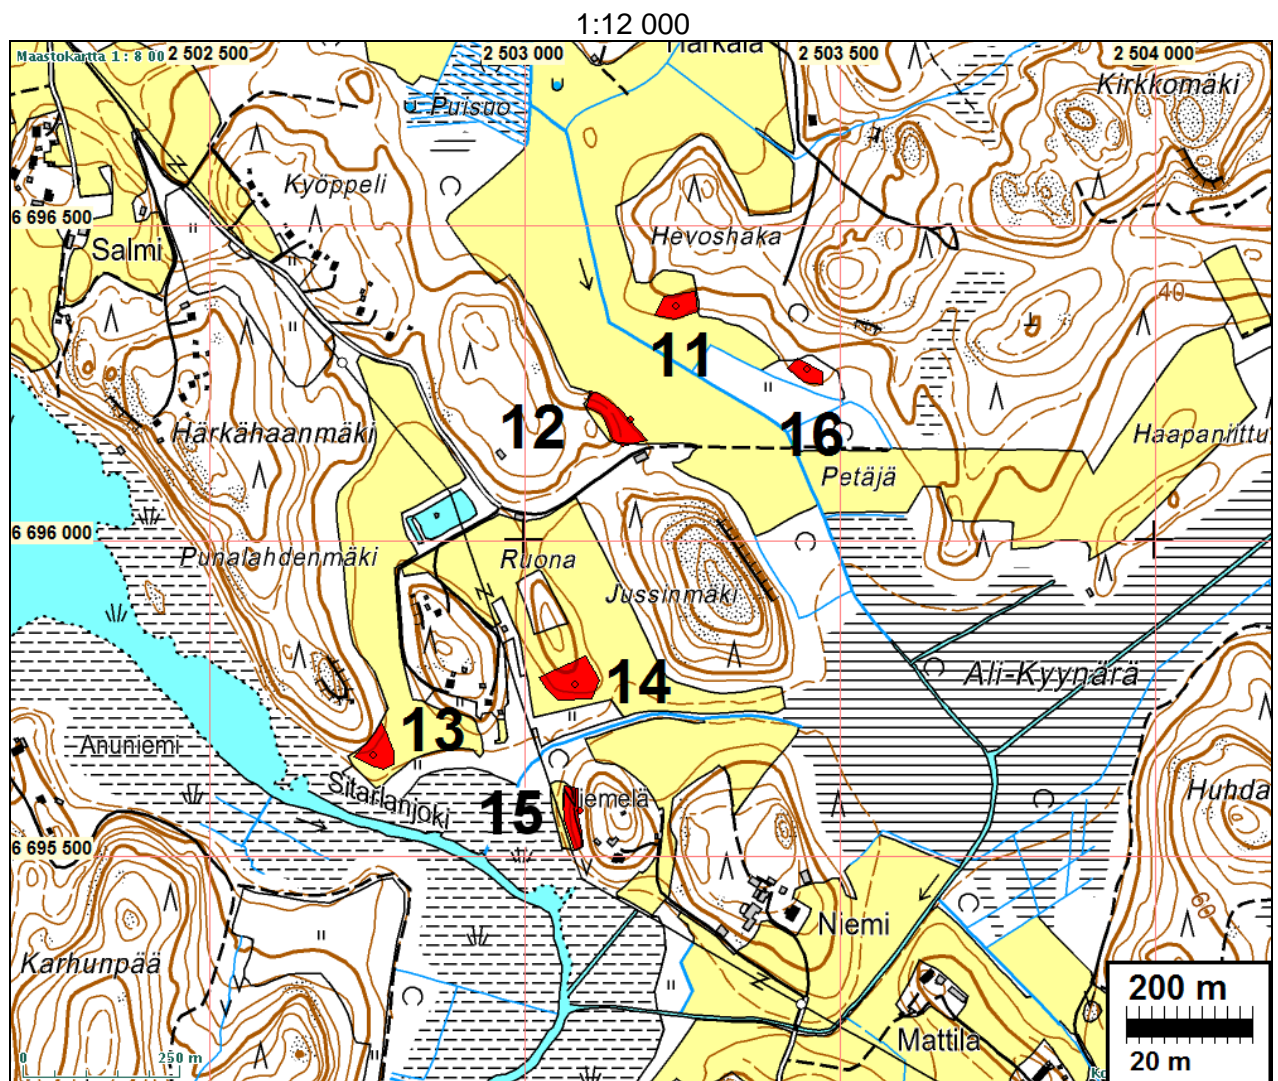 1:12 000
Maastokartta 1 : 8 00
2 502 500
2 503 000
Härkälä
2 503 500
2 504 000
Puisuo
Kirkkomäki
Kyöppeli
6 696 500
Salmi
Hevoshaka
40
11
12
16
Härkähaanmäki
Haapaniittu
Petäjä
6 696 000
Punalahdenmäki
Ruona
Jussinmäki
14
Ali-Kyynärä
13
Anuniemi
Sitarlanjoki
15
Niemelä
Huhda
6 695 500
60
Niemi
Karhunpää
200 m
20 m
Mattila
0
250 m
Ko